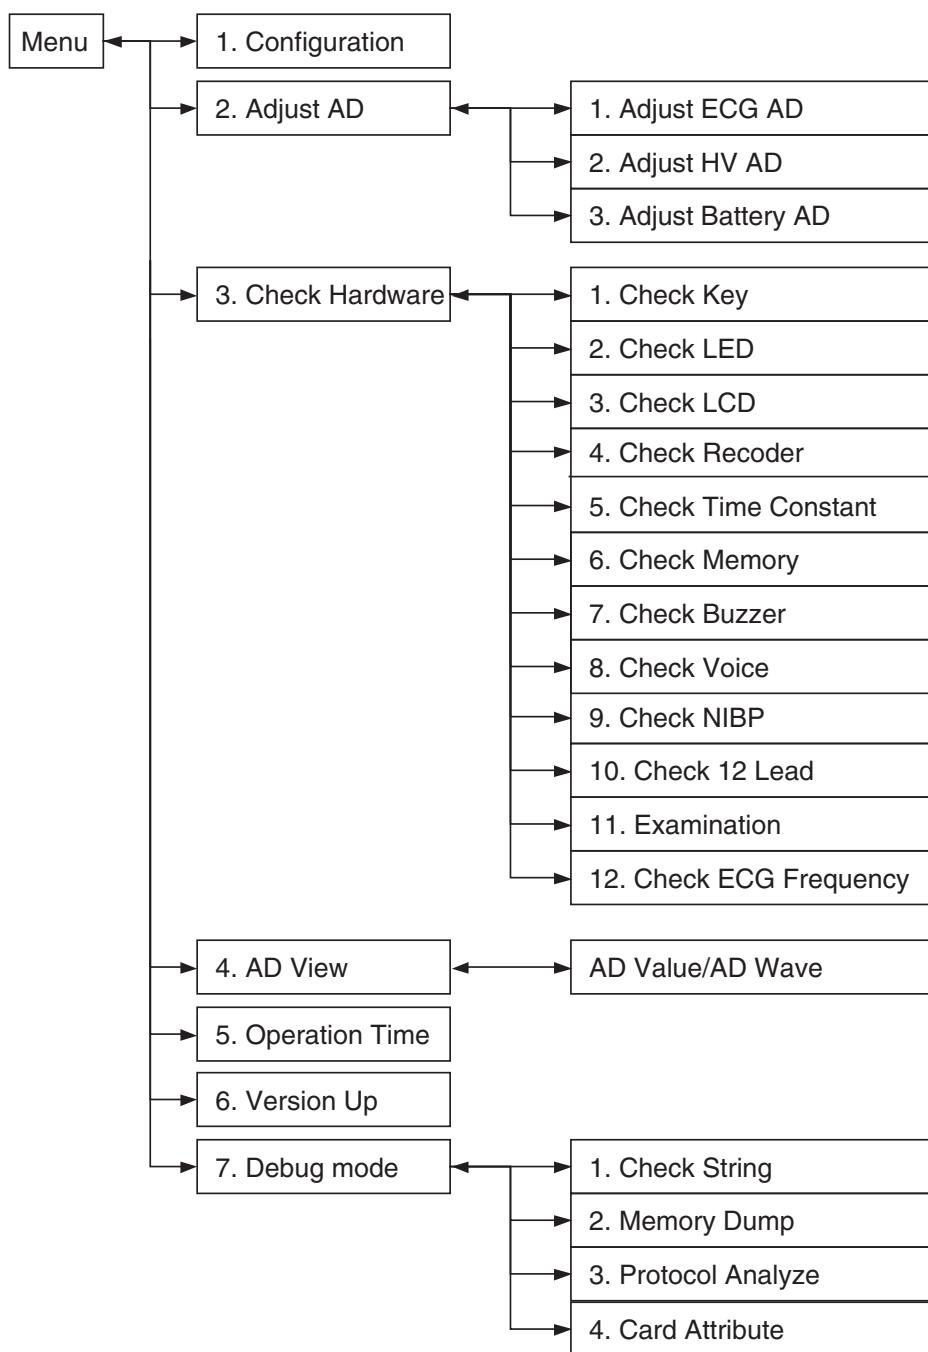 Menu
1. Configuration
2. Adjust AD
1. Adjust ECG AD
2. Adjust HV AD
3. Adjust Battery AD
3. Check Hardware
1. Check Key
2. Check LED
3. Check LCD
4. Check Recoder
5. Check Time Constant
6. Check Memory
7. Check Buzzer
8. Check Voice
9. Check NIBP
10. Check 12 Lead
11. Examination
12. Check ECG Frequency
4. AD View
AD Value/AD Wave
5. Operation Time
6. Version Up
7. Debug mode
1. Check String
2. Memory Dump
3. Protocol Analyze
4. Card Attribute